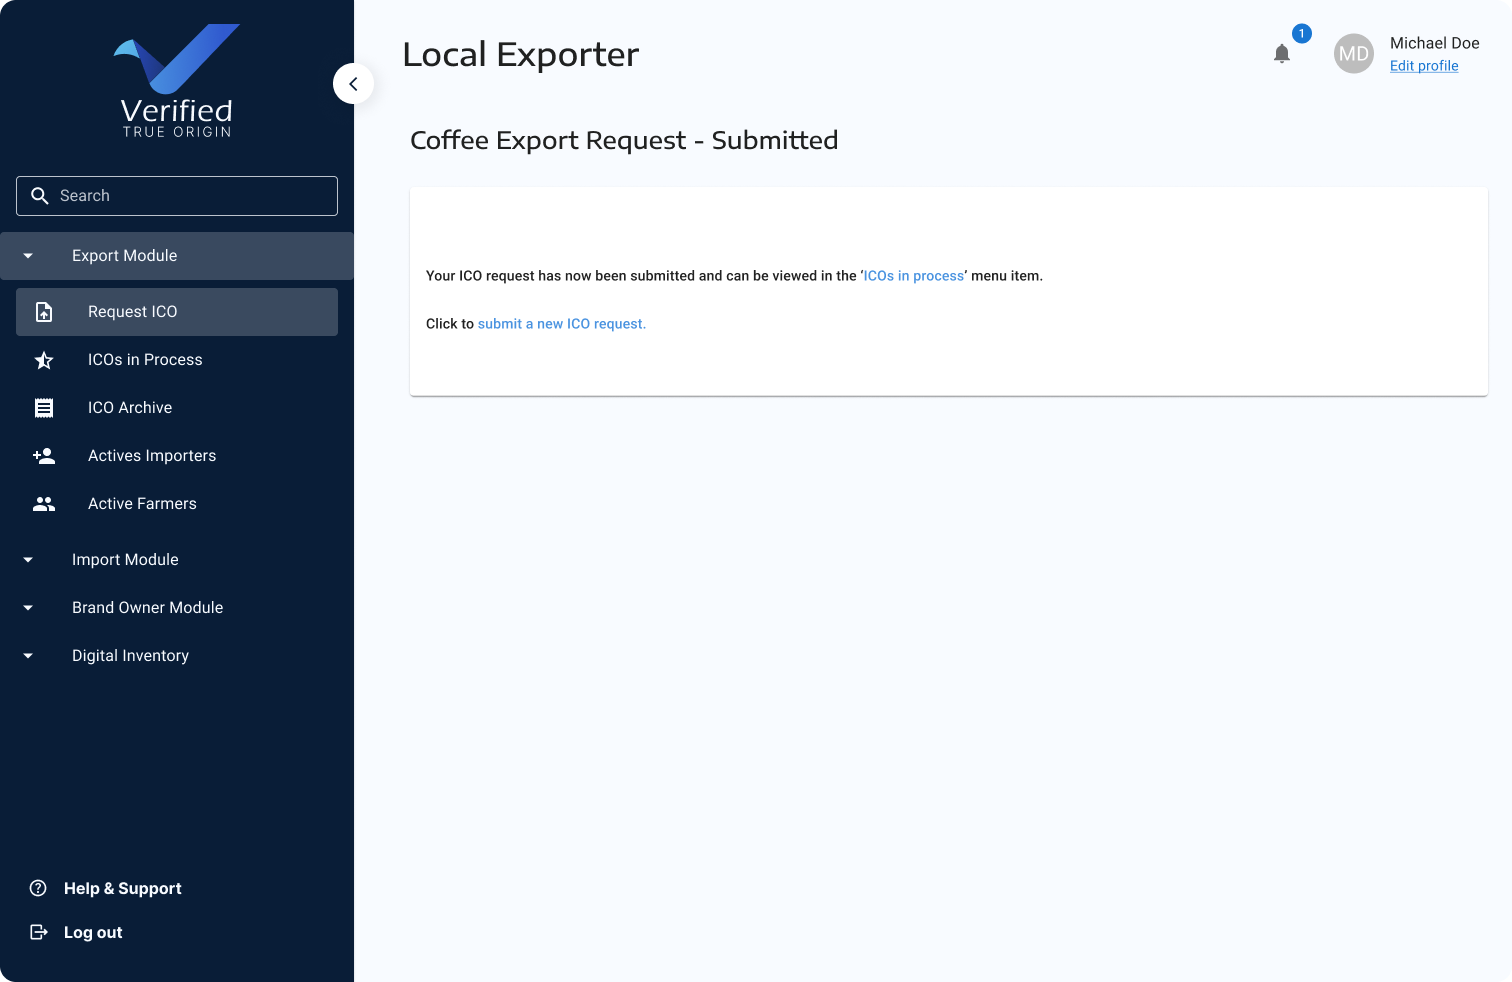 Verified
TRUE ORIGIN
Search
Export Module
Request ICO
ICOs in Process
ICO Archive
Actives Importers
Active Farmers
Import Module
Brand Owner Module
Digital Inventory
Help & Support
Log out
Local Exporter
1
MD
Michael Doe
Edit profile
Coffee Export Request - Submitted
Your ICO request has now been submitted and can be viewed in the ‘ICOs in process’ menu item.
Click to submit a new ICO request.